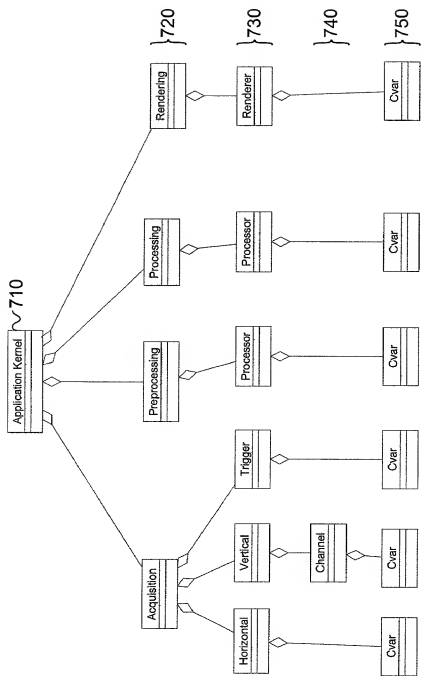 Application Kernel
710
Acquisition
Preprocessing
Processing
Rendering
720
Horizontal
Vertical
Trigger
Processor
Processor
Renderer
730
Channel
740
Cvar
Cvar
Cvar
Cvar
Cvar
Cvar
750